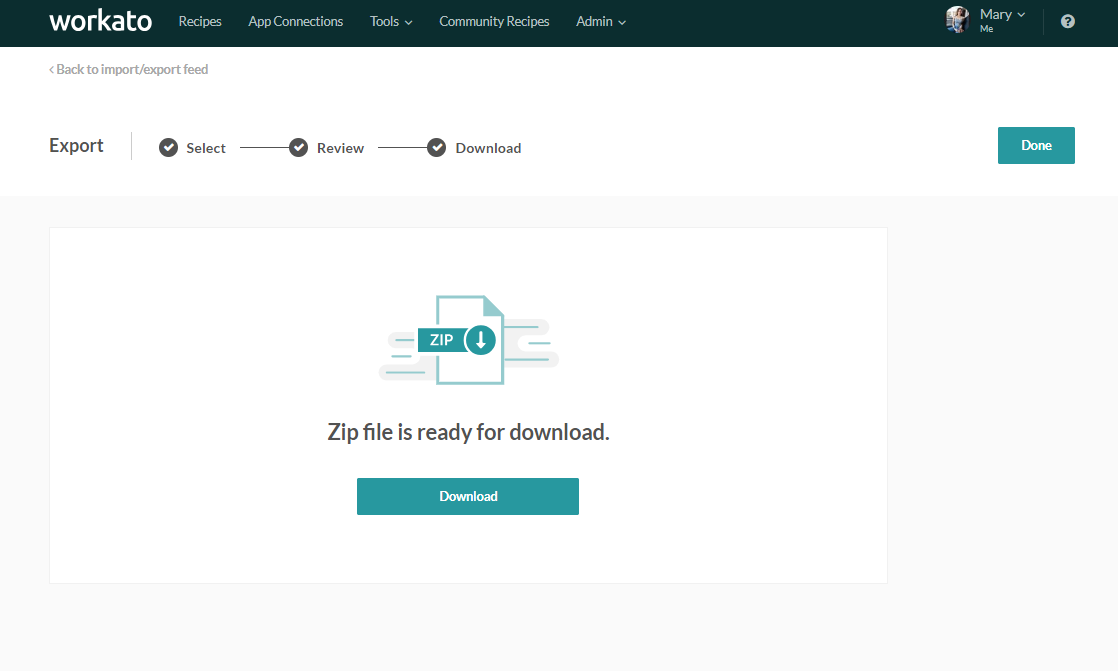 workato Recipes App Connections Tools Community Recipes Admin Mary
Me
?
< Back to import/export feed
Export Select Review Download Done
ZIP
Zip file is ready for download.
Download